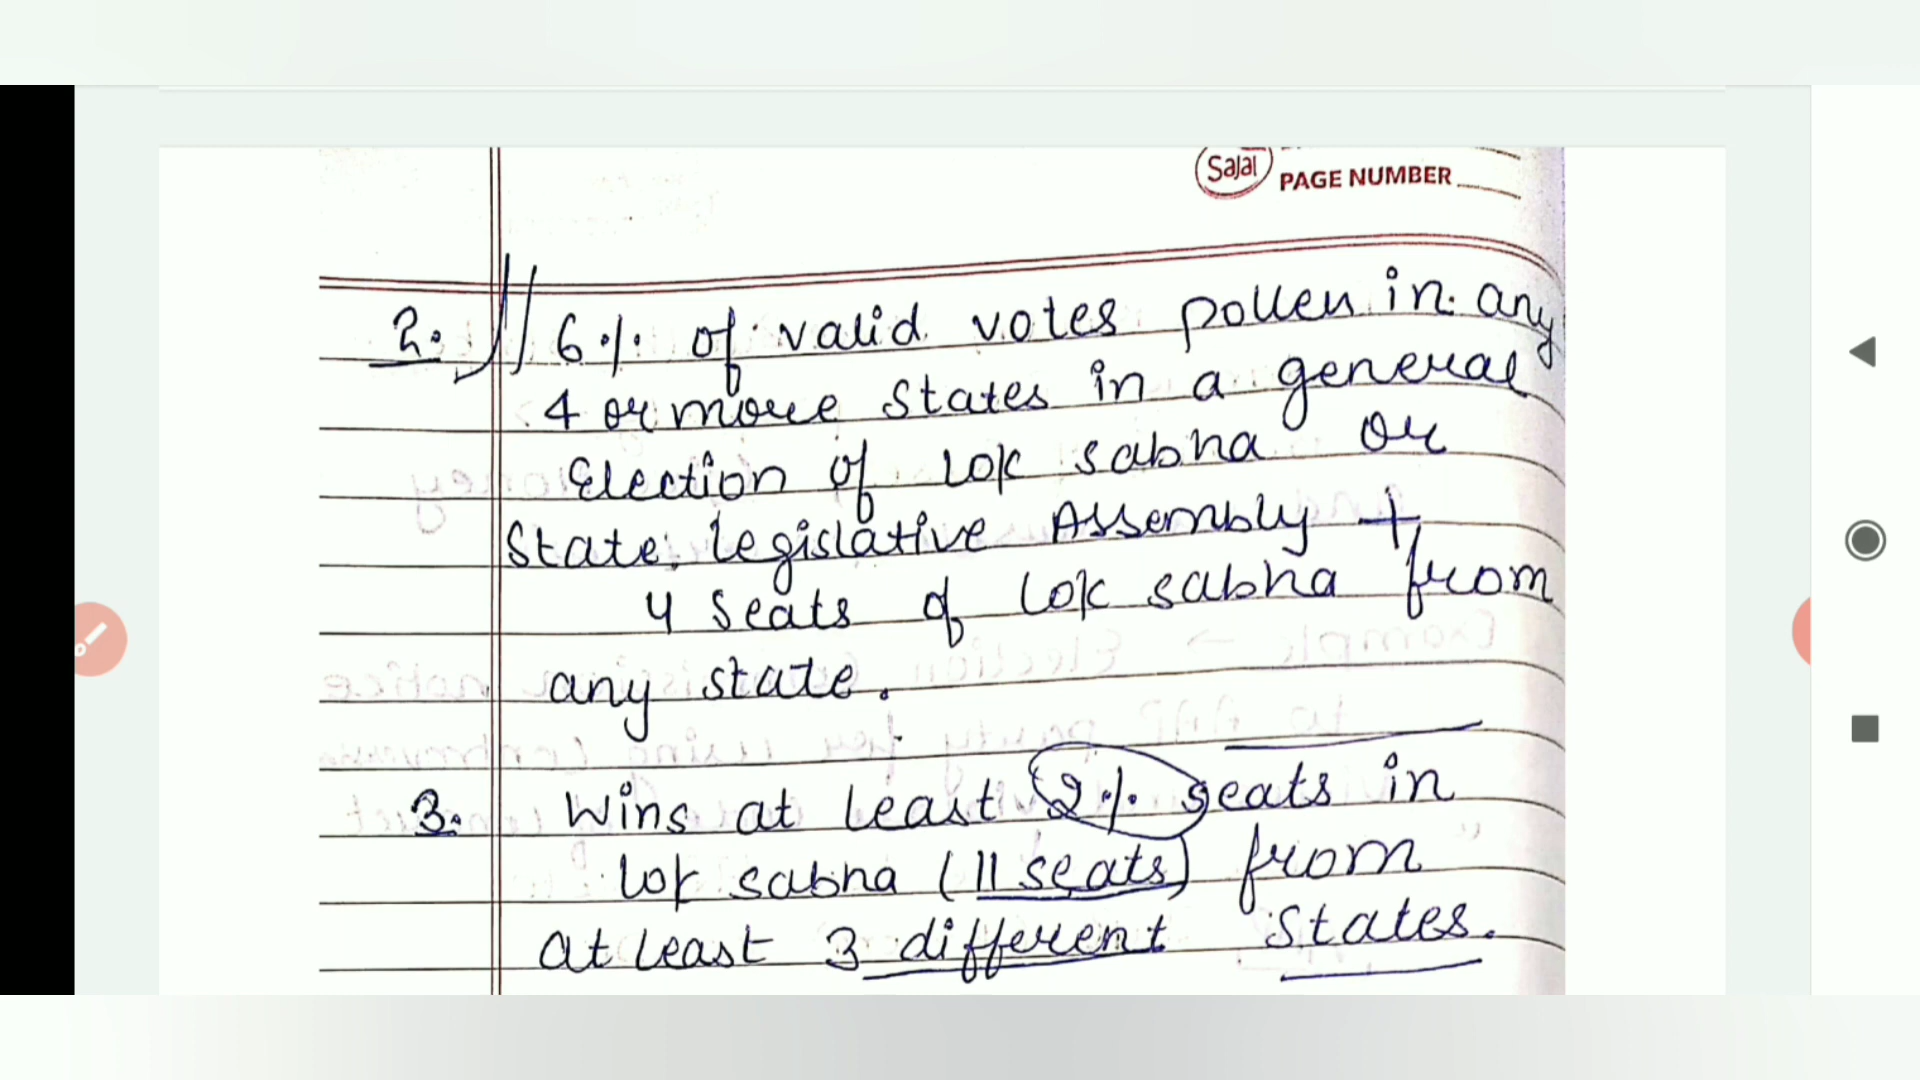 Sajal PAGE NUMBER
2. 6% of valid votes pollen in any
4 or more states in a general
Election of lok sabha or
State legislative Assembly +
4 seats of lok sabha from
any state.
3. Wins at least 2% seats in
lok sabha (11 seats) from
at least 3 different states.